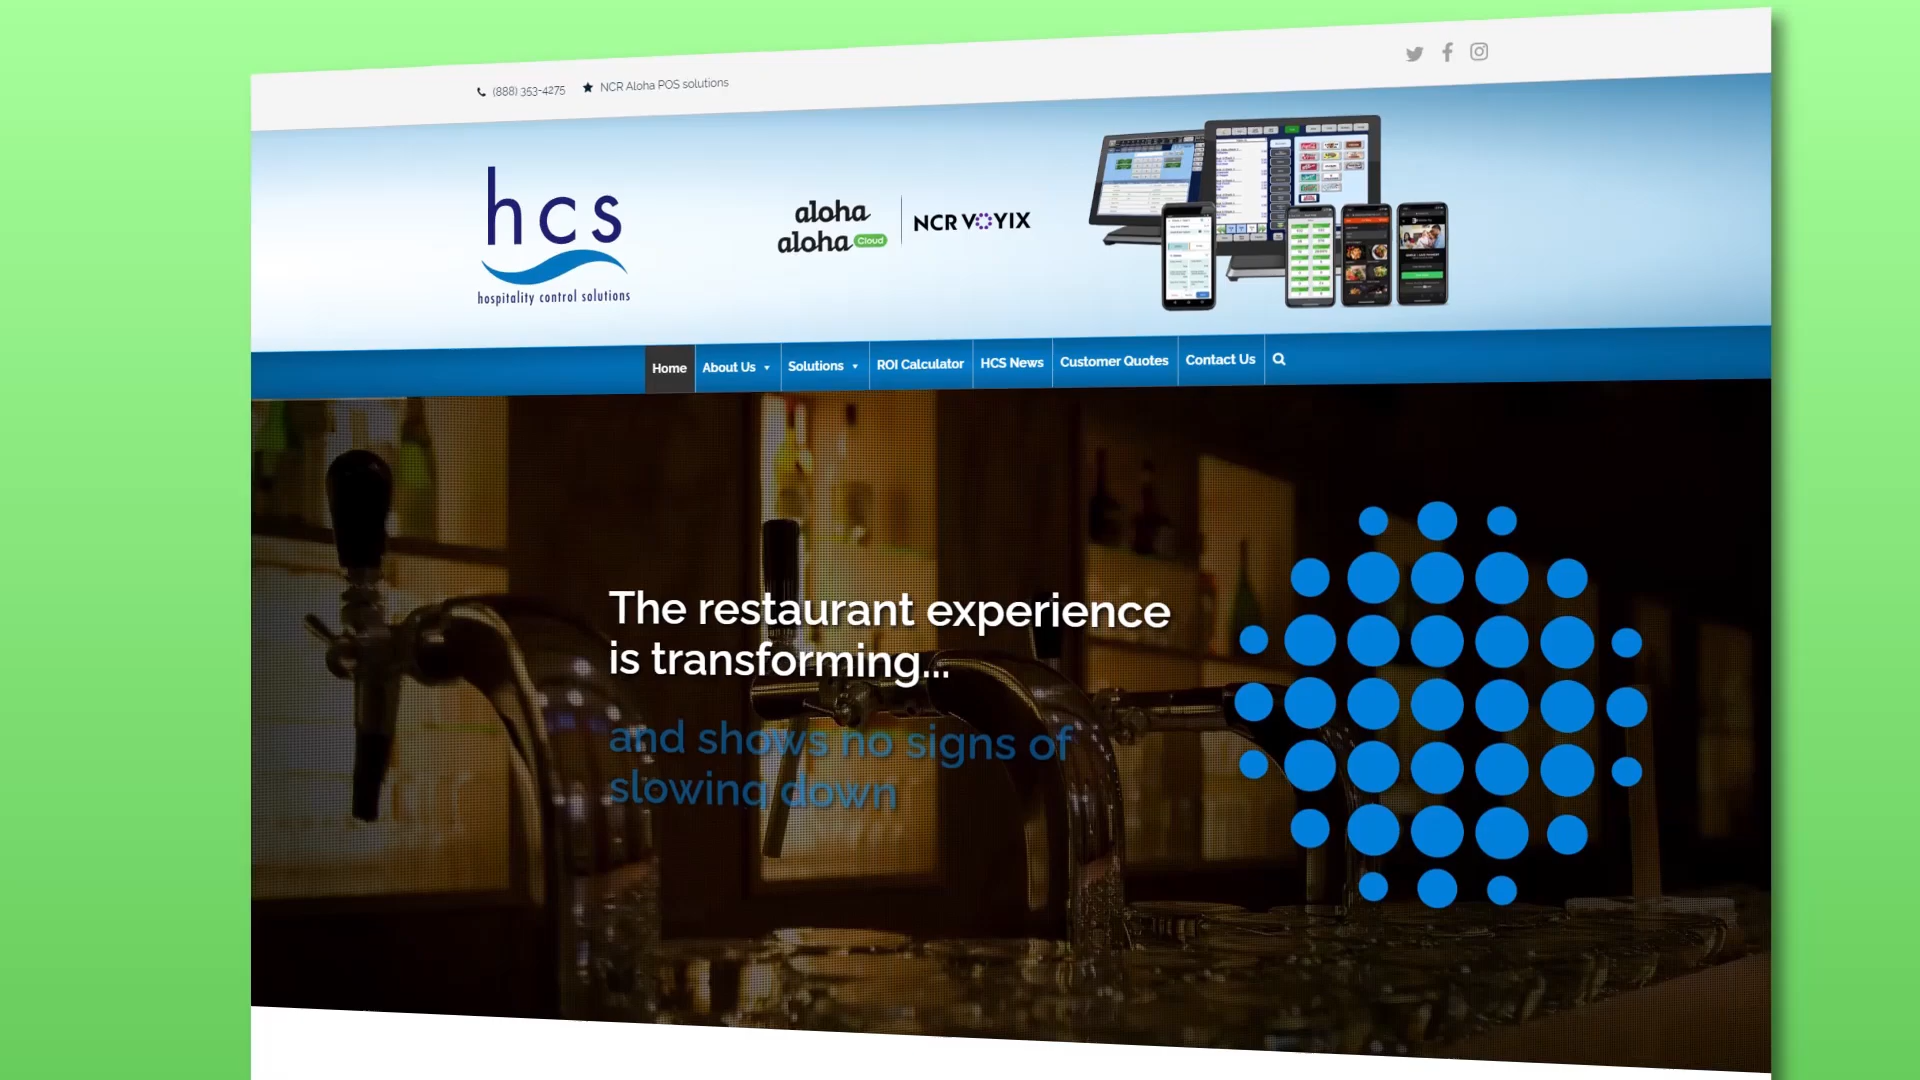 (888) 353-4275
NCR Aloha POS solutions
hcs
hospitality control solutions
aloha
aloha Cloud
NCR VOYIX
Home
About Us
Solutions
ROI Calculator
HCS News
Customer Quotes
Contact Us
The restaurant experience
is transforming...
and shows no signs of
slowing down